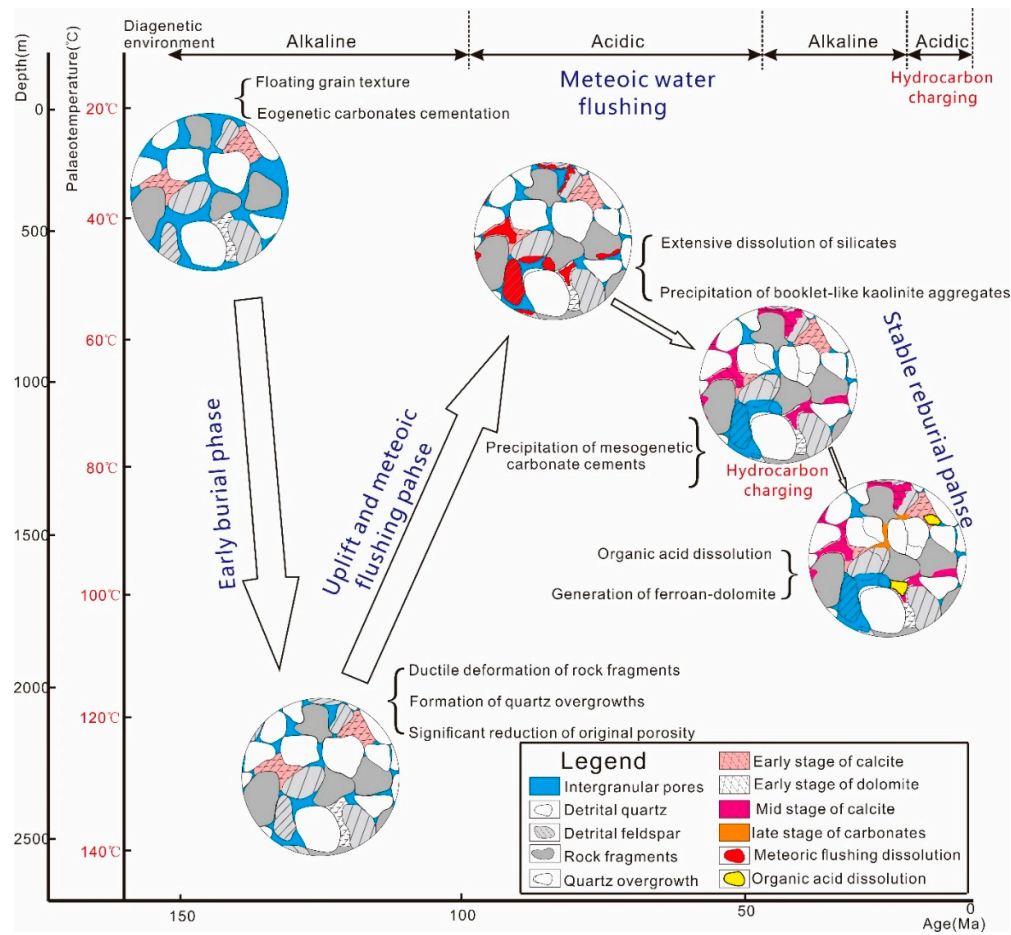 Diagenetic
environment
Alkaline
Acidic
Alkaline
Acidic
Depth(m)
Palaeotemperature(℃)
Meteoic water
flushing
Hydrocarbon
charging
Floating grain texture
Eogenetic carbonates cementation
0
500
1000
1500
2000
2500
20℃
40℃
60℃
80℃
100℃
120℃
140℃
Extensive dissolution of silicates
Precipitation of booklet-like kaolinite aggregates
Early burial phase
Uplift and meteoic
flushing pahse
Stable reburial pahse
Precipitation of mesogenetic
carbonate cements
Hydrocarbon
charging
Organic acid dissolution
Generation of ferroan-dolomite
Ductile deformation of rock fragments
Formation of quartz overgrowths
Significant reduction of original porosity
Legend
Intergranular pores
Detrital quartz
Detrital feldspar
Rock fragments
Quartz overgrowth
Early stage of calcite
Early stage of dolomite
Mid stage of calcite
late stage of carbonates
Meteoric flushing dissolution
Organic acid dissolution
150
100
50
0
Age(Ma)